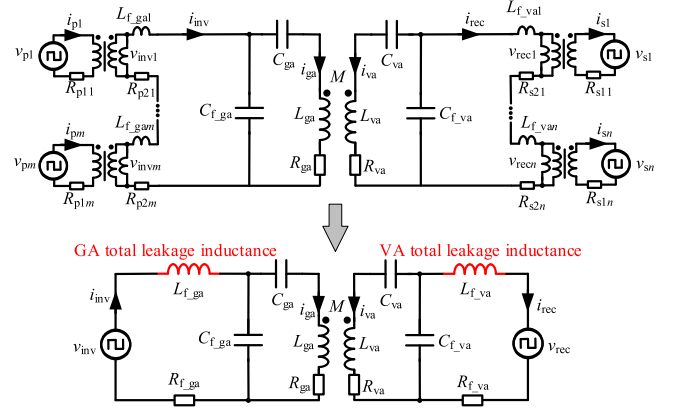 L_f_ga1 i_inv i_rec L_f_va1
i_p1 C_ga C_va i_s1
v_p1 v_inv1 v_rec1 v_s1
i_ga M i_va
R_p11 R_p21 R_s21 R_s11
C_f_ga L_ga L_va C_f_va
L_f_gam L_f_van
i_pm i_sn
v_pm v_invm R_ga R_va v_recn v_sn
R_p1m R_p2m R_s2n R_s1n
GA total leakage inductance VA total leakage inductance
i_inv L_f_ga C_ga C_va L_f_va i_rec
i_ga M i_va
v_inv C_f_ga L_ga L_va C_f_va v_rec
R_f_ga R_ga R_va R_f_va